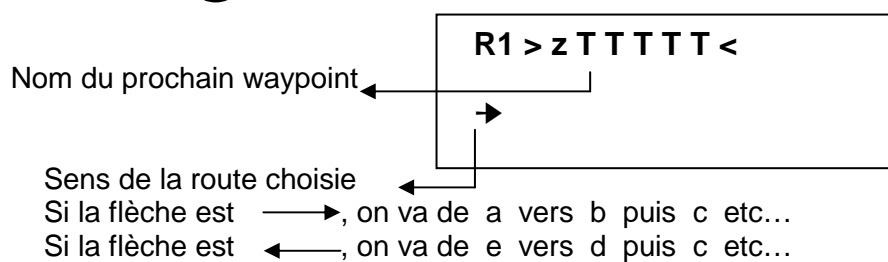 R1 > z T T T T T <
Nom du prochain waypoint
Sens de la route choisie
Si la flèche est , on va de a vers b puis c etc…
Si la flèche est , on va de e vers d puis c etc…